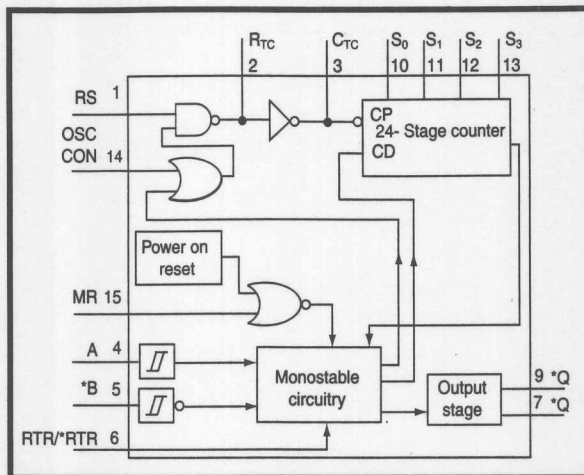 RTC CTC S0 S1 S2 S3
2 3 10 11 12 13
RS 1
OSC
CON 14
CP
24- Stage counter
CD
Power on
reset
MR 15
A 4
*B 5
Monostable
circuitry
Output
stage
9 *Q
7 *Q
RTR/*RTR 6